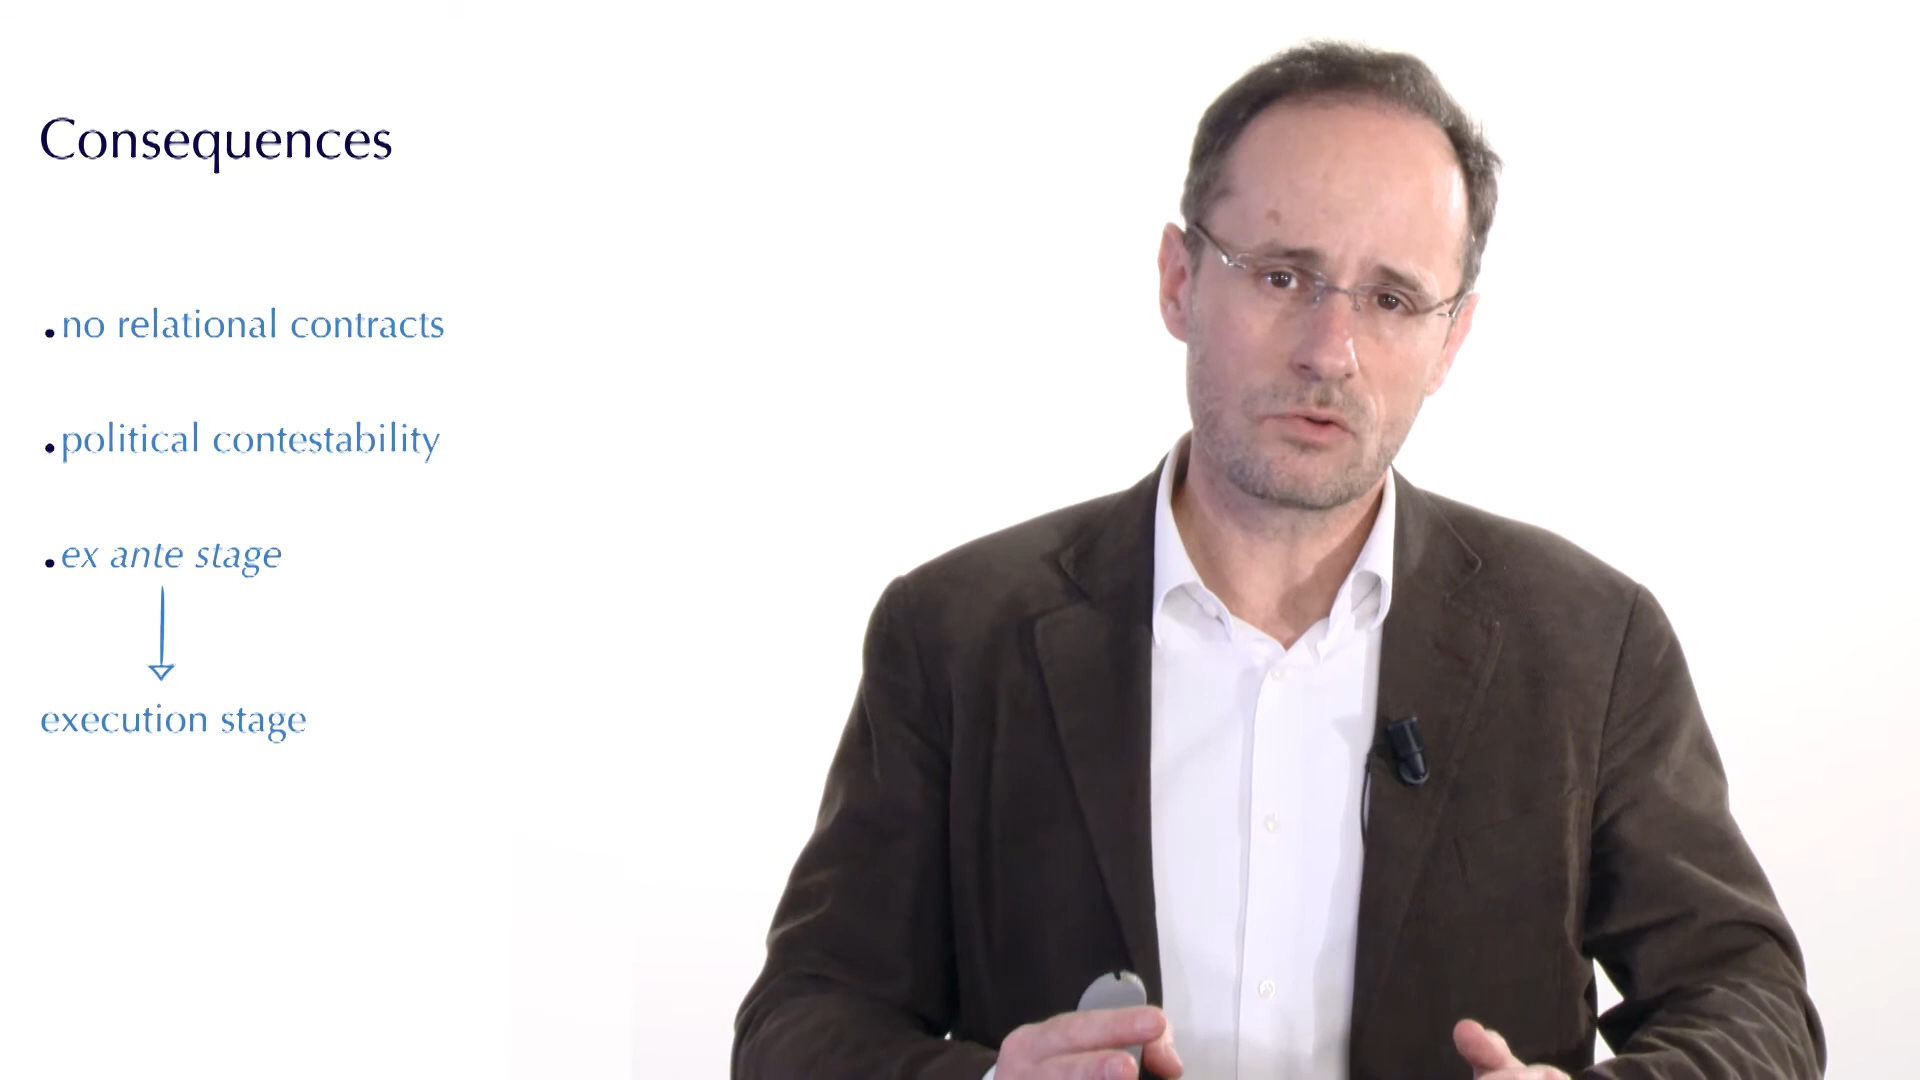 Consequences
.no relational contracts
.political contestability
.ex ante stage
execution stage